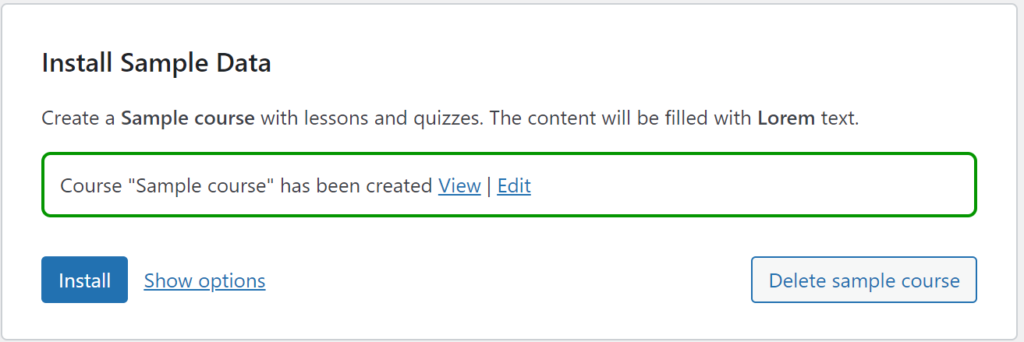 Install Sample Data
Create a Sample course with lessons and quizzes. The content will be filled with Lorem text.
Course "Sample course" has been created View | Edit
Install Show options Delete sample course